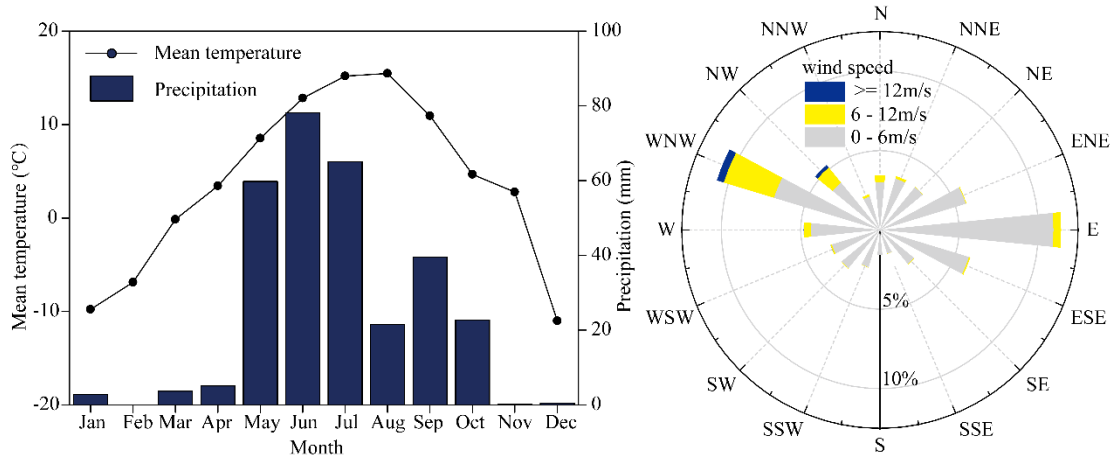 20
10
0
-10
-20
Mean temperature (℃)
Mean temperature
Precipitation
100
80
60
40
20
0
Precipitation (mm)
Jan Feb Mar Apr May Jun Jul Aug Sep Oct Nov Dec
Month
N
NNE
NE
ENE
E
ESE
SE
SSE
S
SSW
SW
WSW
W
WNW
NW
NNW
wind speed
>= 12m/s
6 - 12m/s
0 - 6m/s
5%
10%